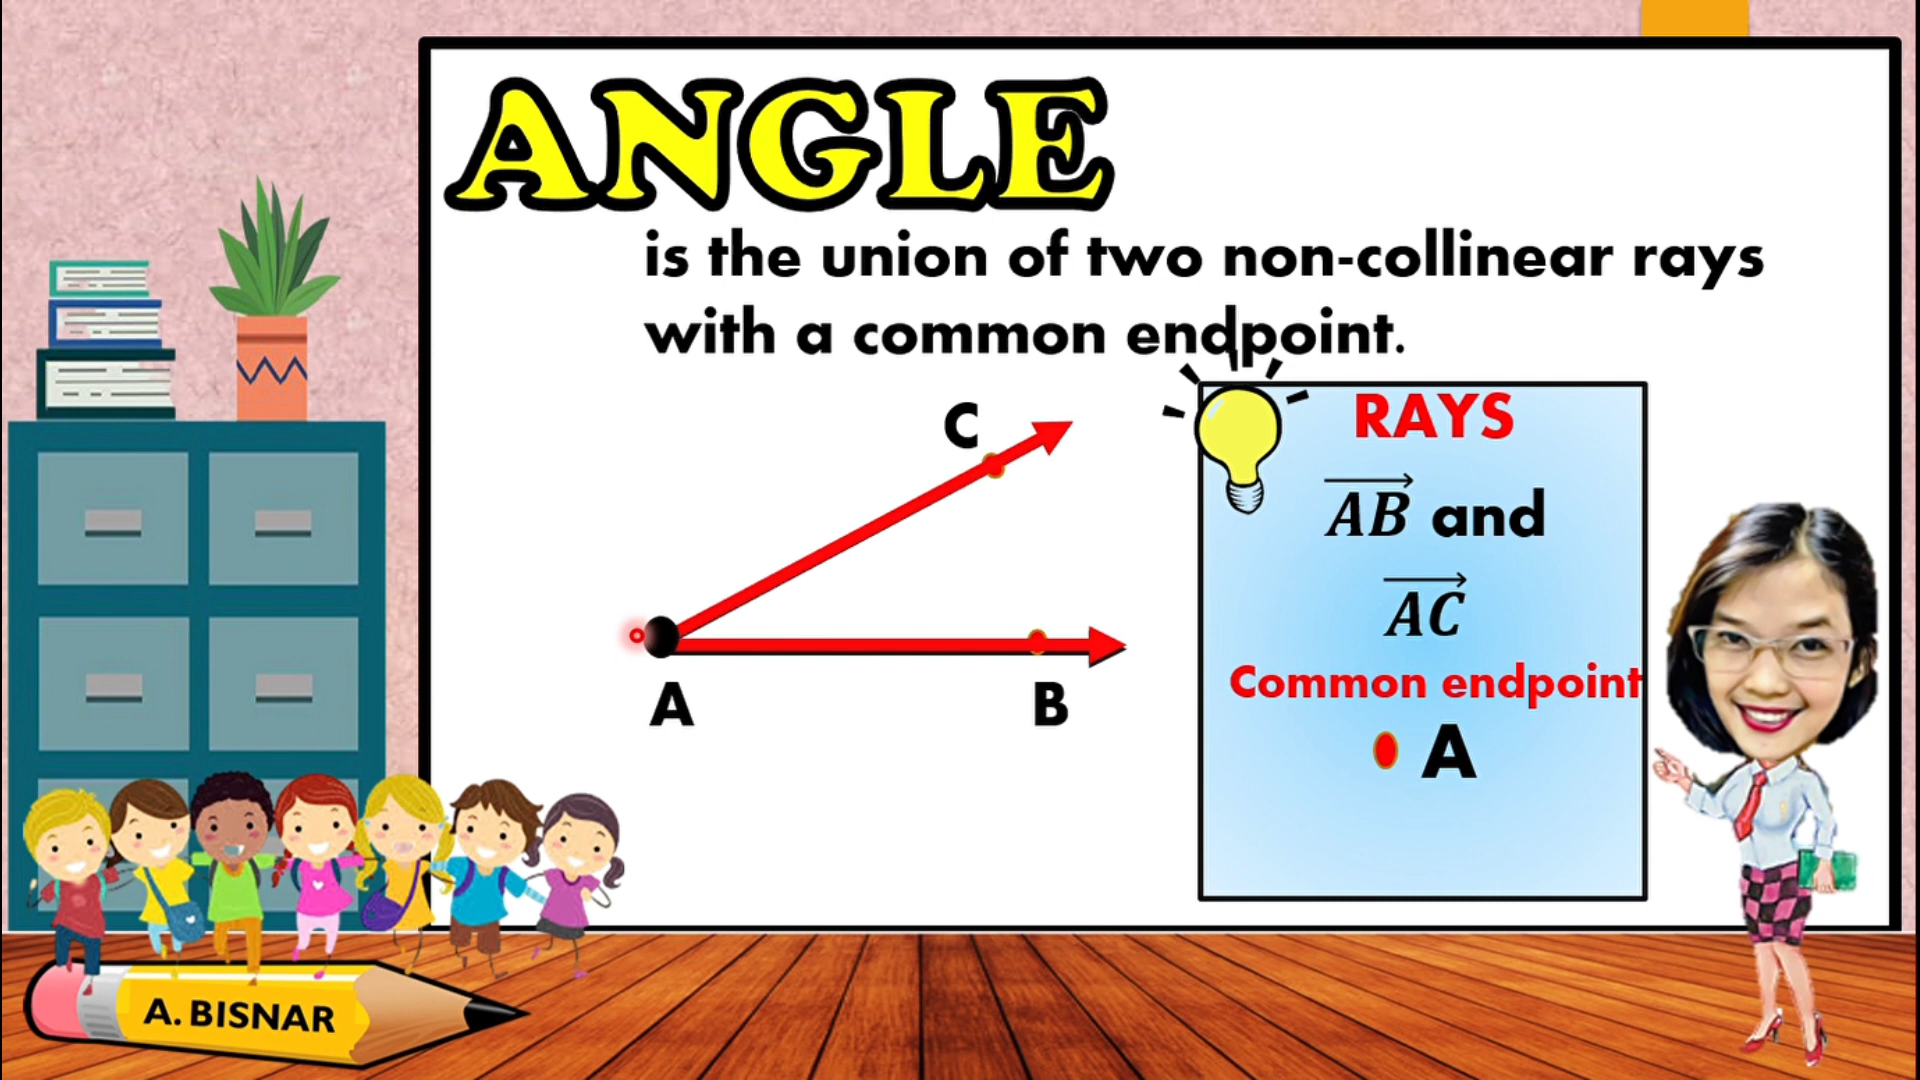 ANGLE
is the union of two non-collinear rays
with a common endpoint.
C
A
B
RAYS
AB and
AC
Common endpoint
A
A. BISNAR